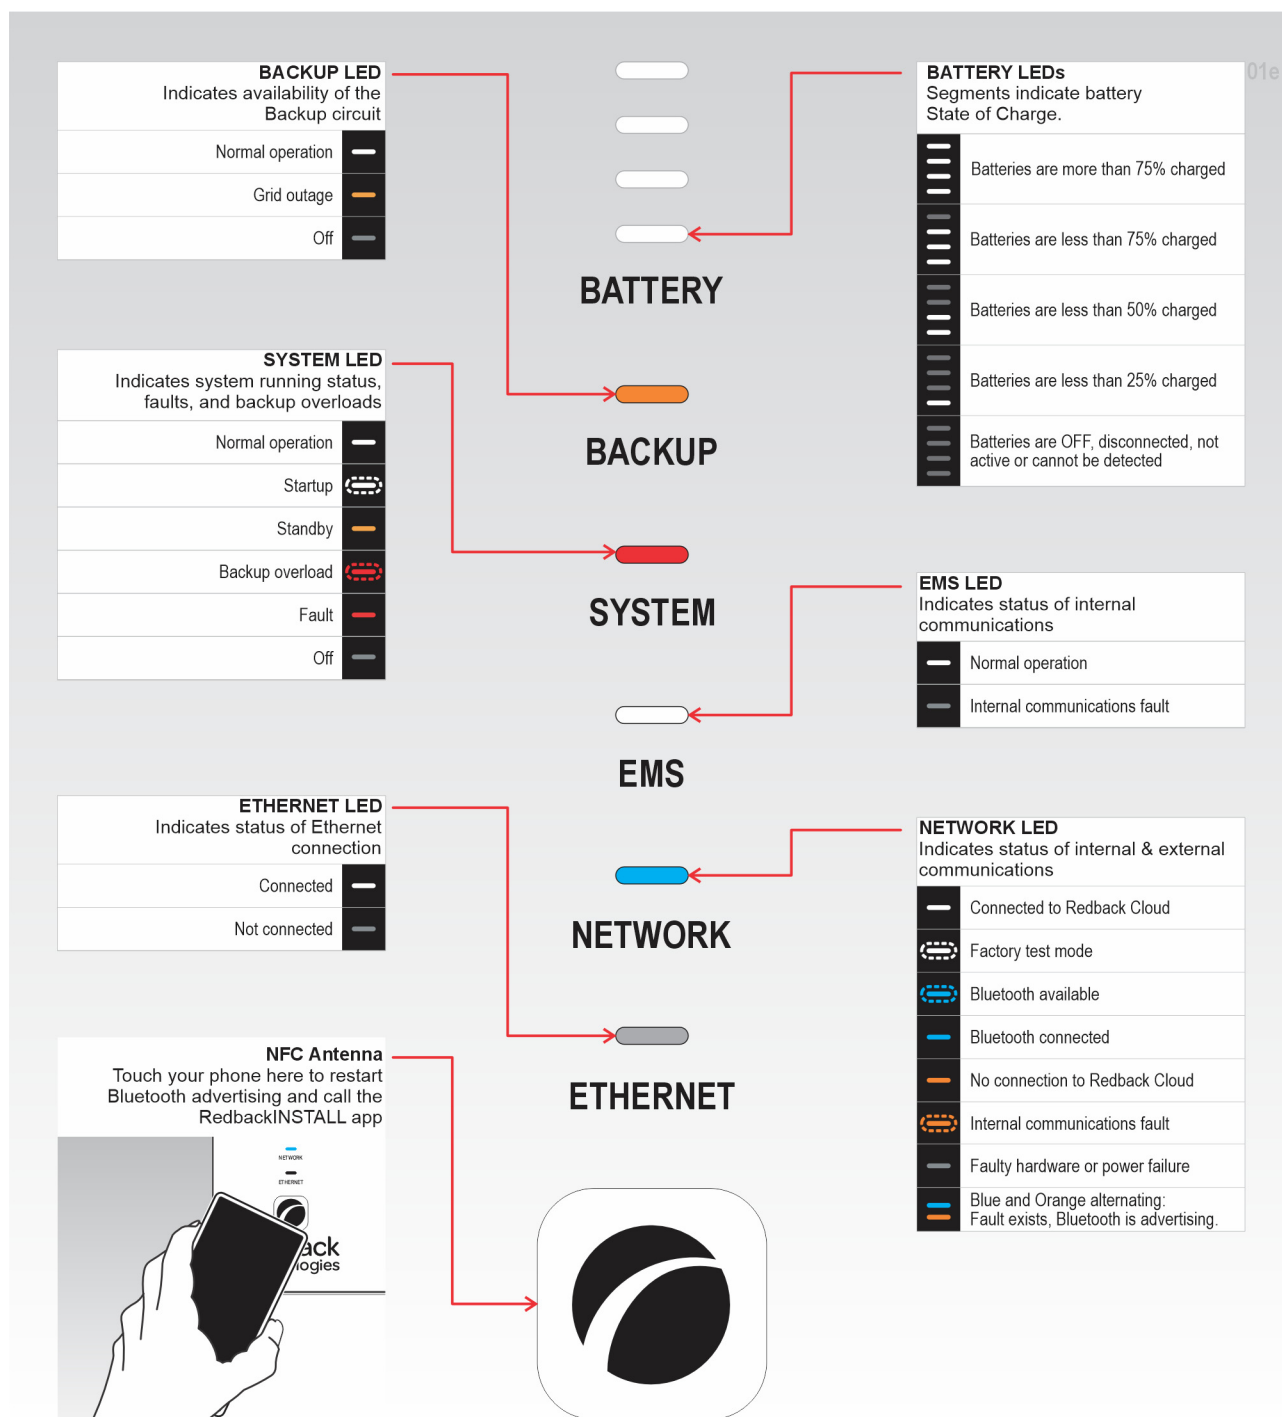 BACKUP LED
Indicates availability of the
Backup circuit
Normal operation
Grid outage
Off
SYSTEM LED
Indicates system running status,
faults, and backup overloads
Normal operation
Startup
Standby
Backup overload
Fault
Off
ETHERNET LED
Indicates status of Ethernet
connection
Connected
Not connected
NFC Antenna
Touch your phone here to restart
Bluetooth advertising and call the
RedbackINSTALL app
NETWORK
ETHERNET
ack
ogies
BATTERY
BACKUP
SYSTEM
EMS
NETWORK
ETHERNET
01e
BATTERY LEDs
Segments indicate battery
State of Charge.
Batteries are more than 75% charged
Batteries are less than 75% charged
Batteries are less than 50% charged
Batteries are less than 25% charged
Batteries are OFF, disconnected, not
active or cannot be detected
EMS LED
Indicates status of internal
communications
Normal operation
Internal communications fault
NETWORK LED
Indicates status of internal & external
communications
Connected to Redback Cloud
Factory test mode
Bluetooth available
Bluetooth connected
No connection to Redback Cloud
Internal communications fault
Faulty hardware or power failure
Blue and Orange alternating:
Fault exists, Bluetooth is advertising.